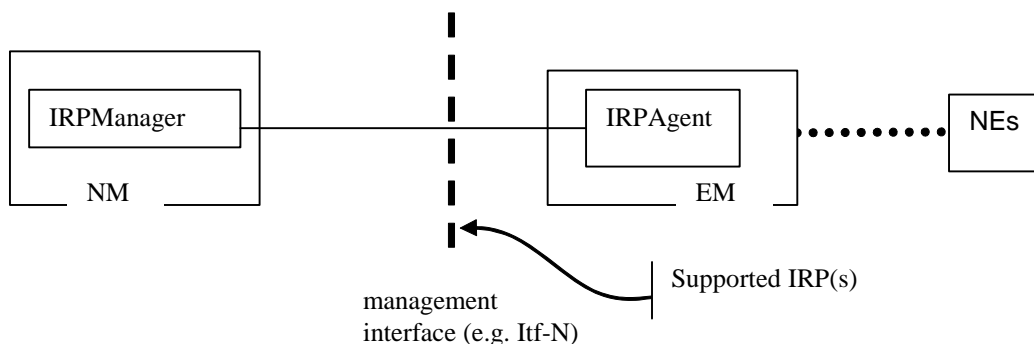 IRPManager
IRPAgent
NEs
NM
EM
Supported IRP(s)
management
interface (e.g. Itf-N)